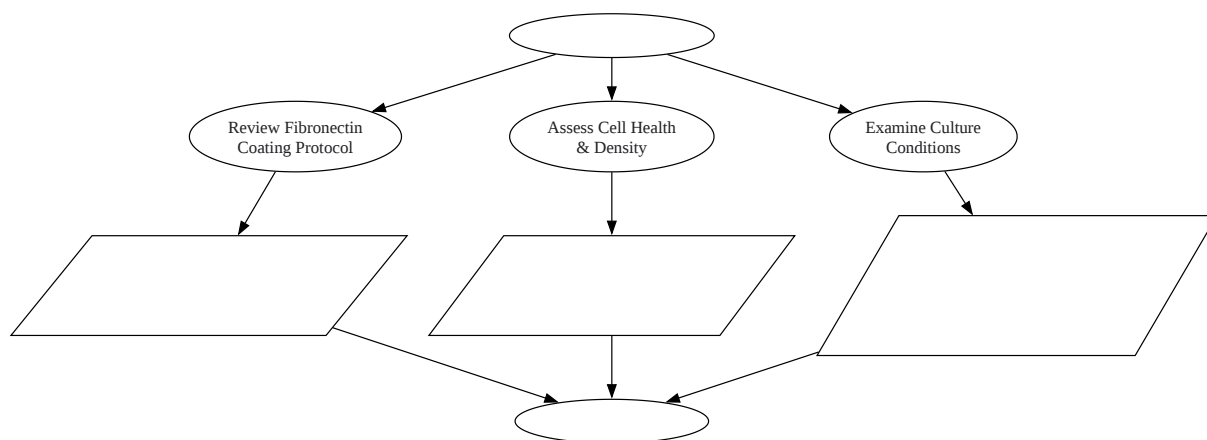 Review Fibronectin
Coating Protocol
Assess Cell Health
& Density
Examine Culture
Conditions